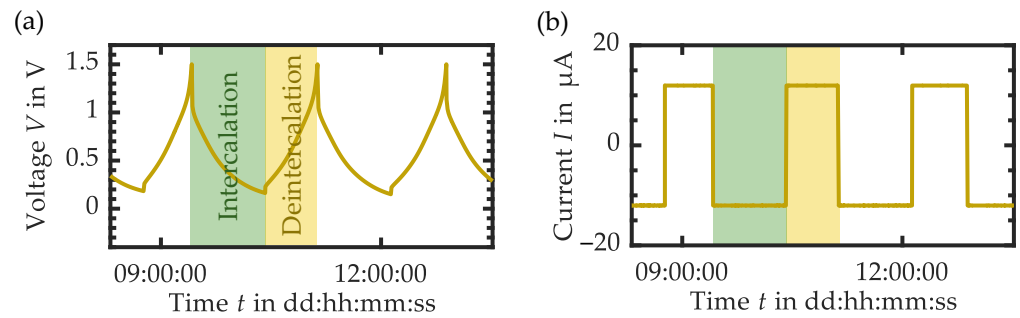 (a)
Voltage V in V
1.5
1
0.5
0
Intercalation
Deintercalation
09:00:00
12:00:00
Time t in dd:hh:mm:ss
(b)
Current I in µA
20
0
−20
09:00:00
12:00:00
Time t in dd:hh:mm:ss